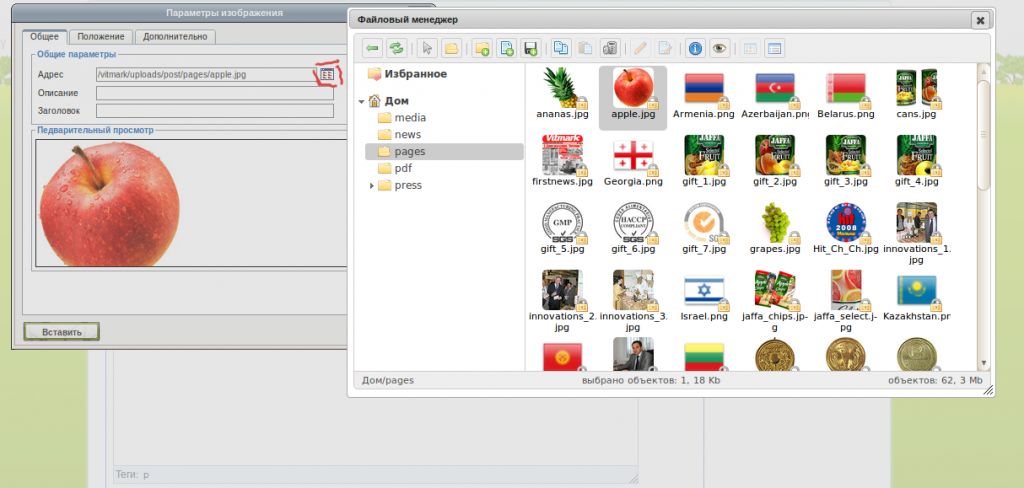 Параметры изображения
Общее
Положение
Дополнительно
Общие параметры
Адрес
/vitmark/uploads/post/pages/apple.jpg
Описание
Заголовок
Педварительный просмотр
Вставить
Теги: p
Файловый менеджер
Избранное
Дом
media
news
pages
pdf
press
ananas.jpg
apple.jpg
Armenia.png
Azerbaijan.png
Belarus.png
cans.jpg
firstnews.jpg
Georgia.png
gift_1.jpg
gift_2.jpg
gift_3.jpg
gift_4.jpg
gift_5.jpg
gift_6.jpg
gift_7.jpg
grapes.jpg
Hit_Ch_Ch.jpg
innovations_1.
jpg
innovations_2.
jpg
innovations_3.
jpg
Israel.png
jaffa_chips.jp-
g
jaffa_select.j-
pg
Kazakhstan.pr
Дом/pages
выбрано объектов: 1, 18 Kb
объектов: 62, 3 Mb